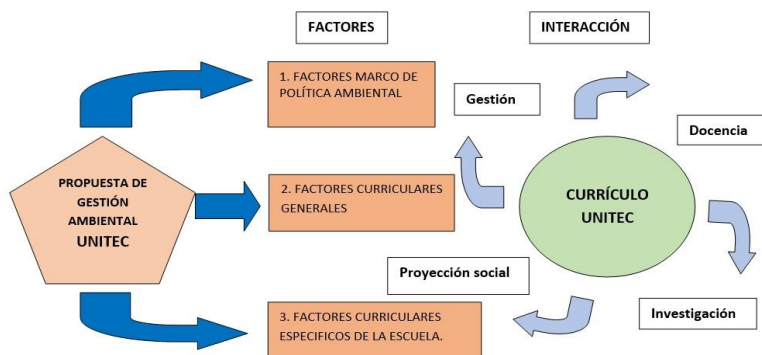 FACTORES
INTERACCIÓN
1. FACTORES MARCO DE
POLÍTICA AMBIENTAL
Gestión
Docencia
PROPUESTA DE
GESTIÓN
AMBIENTAL
UNITEC
2. FACTORES CURRICULARES
GENERALES
CURRÍCULO
UNITEC
Proyección social
3. FACTORES CURRICULARES
ESPECIFICOS DE LA ESCUELA.
Investigación